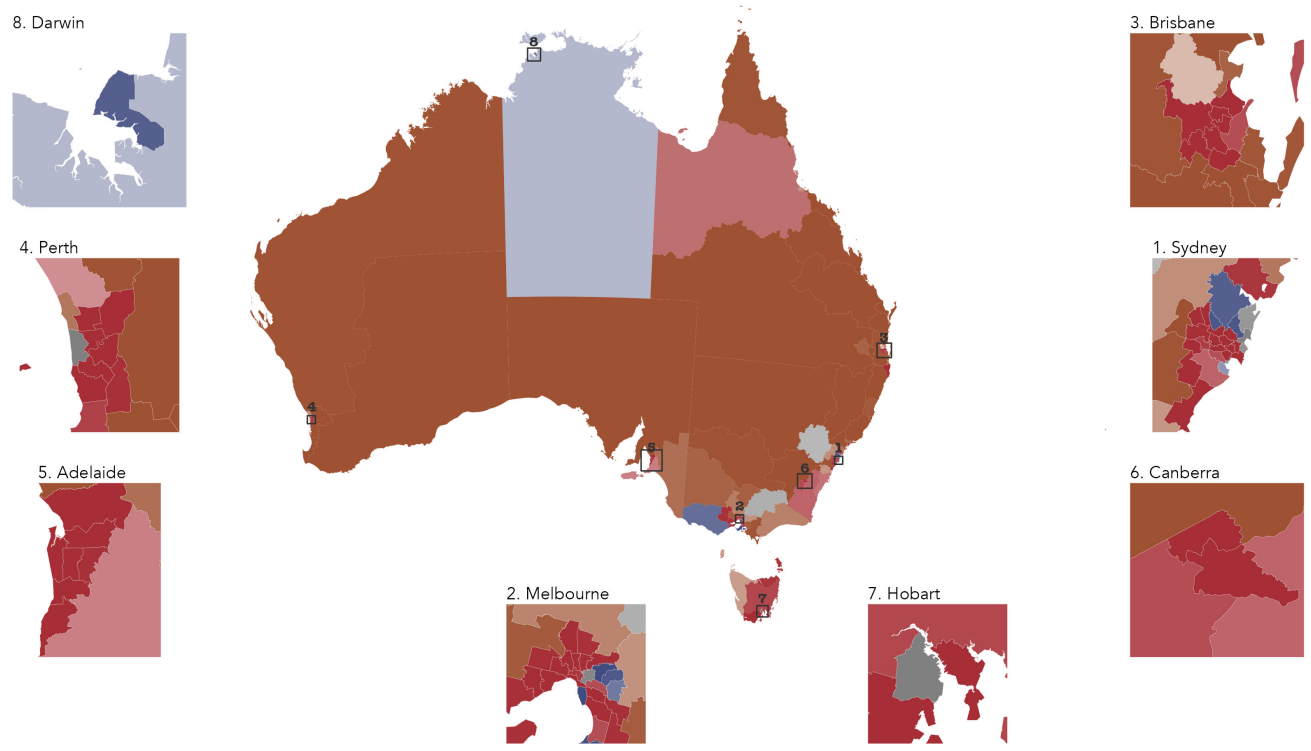 8. Darwin
3. Brisbane
4. Perth
1. Sydney
5. Adelaide
6. Canberra
2. Melbourne
7. Hobart
8
3
4
1
5
6
2
7